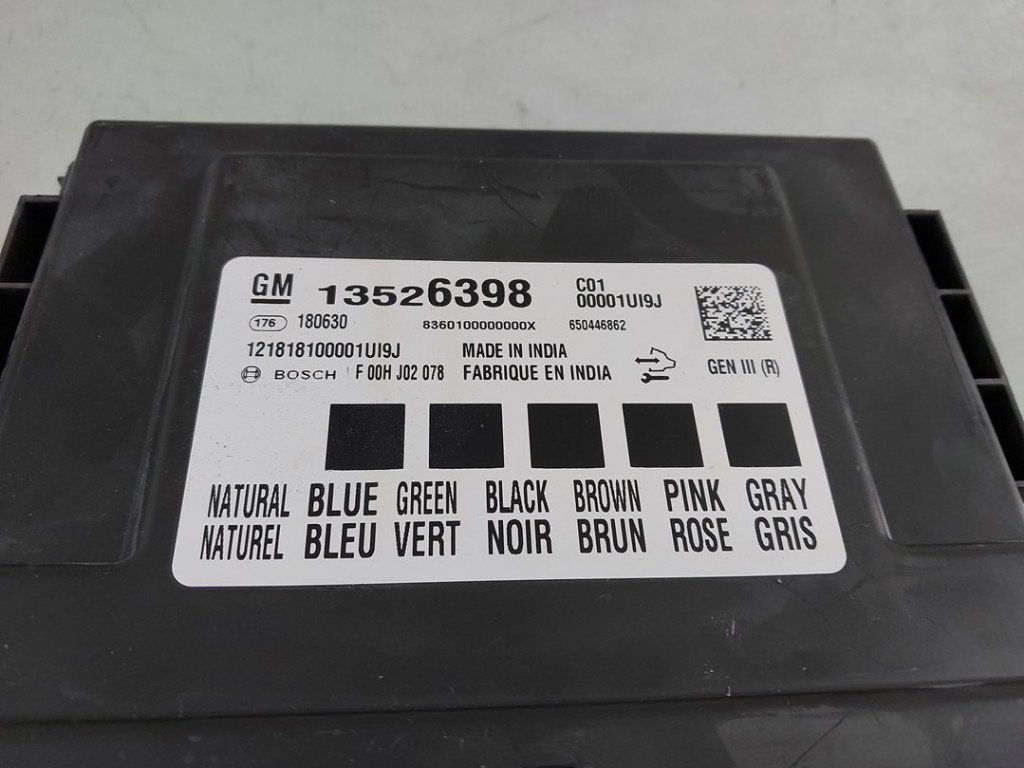 GM 13526398 C01
00001UI9J
176 180630 8360100000000X 650446862
121818100001UI9J MADE IN INDIA
BOSCH F 00H J02 078 FABRIQUE EN INDIA GEN III (R)
NATURAL BLUE GREEN BLACK BROWN PINK GRAY
NATUREL BLEU VERT NOIR BRUN ROSE GRIS